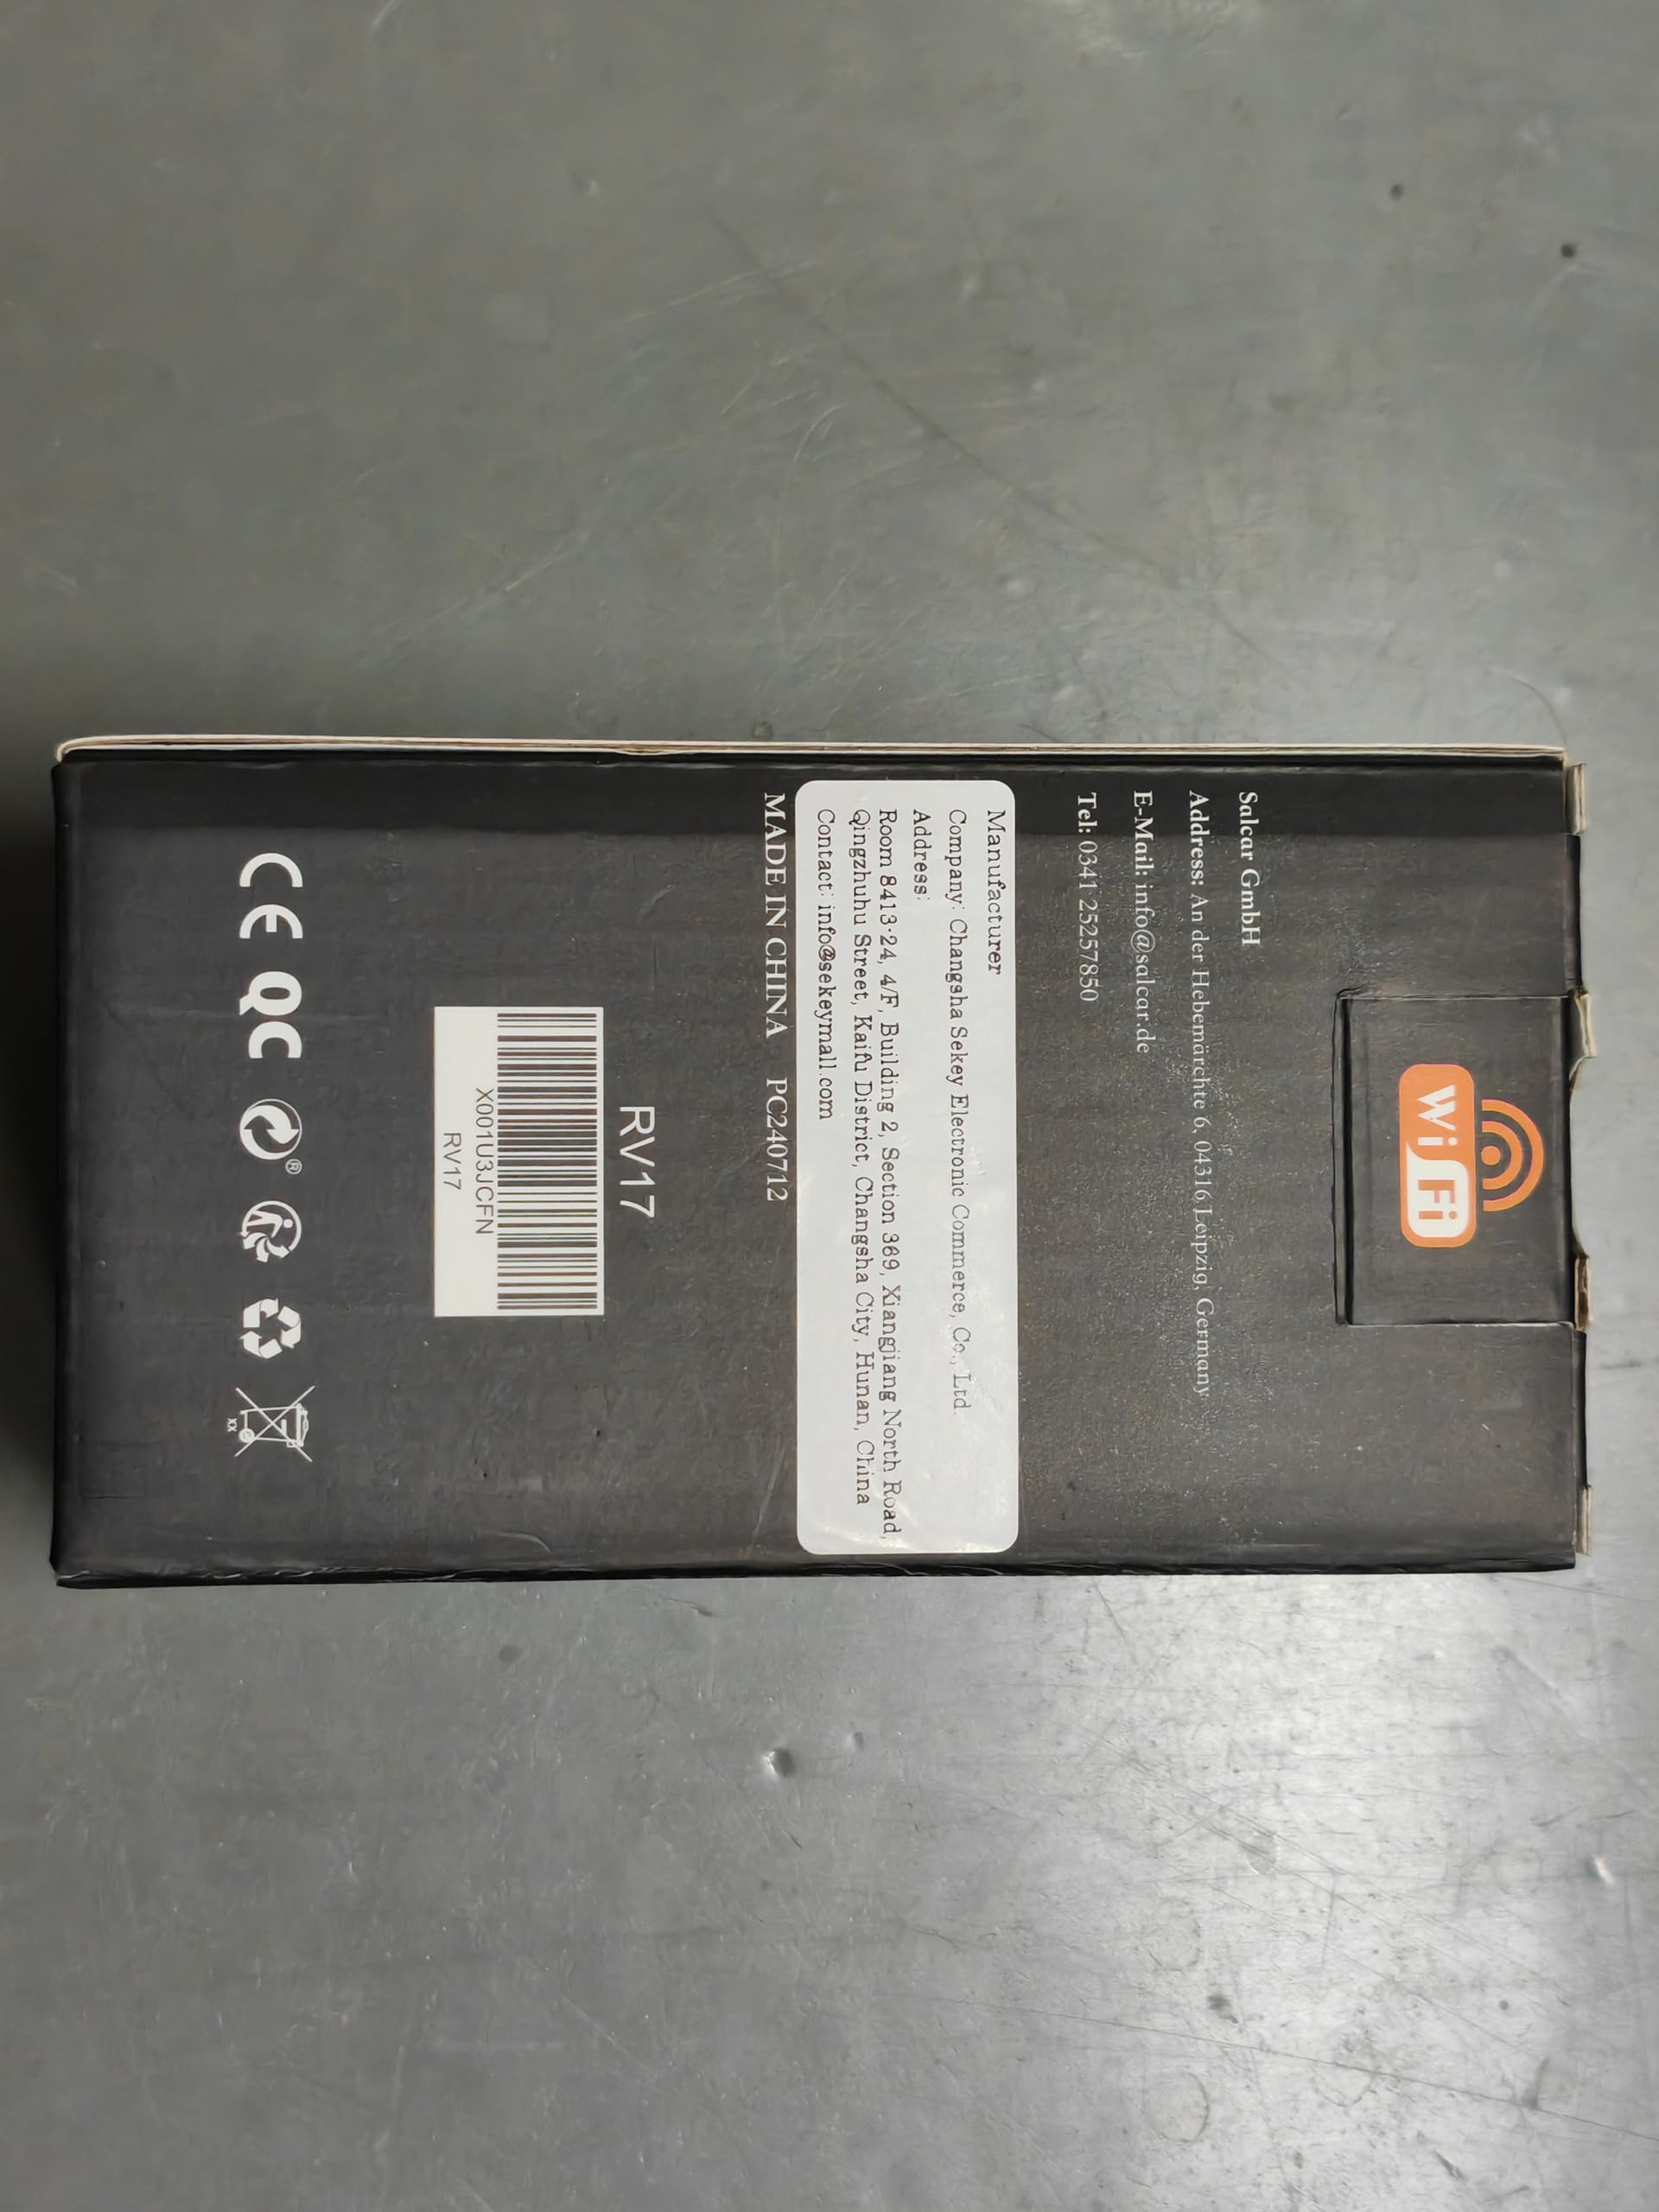 Wi Fi
Salcar GmbH
Address: An der Hebemärchte 6, 04316 Leipzig, Germany
E-Mail: info@salcar.de
Tel: 0341 25257850
Manufacturer
Company: Changsha Sekey Electronic Commerce, Co., Ltd.
Address:
Room 8413-24, 4/F, Building 2, Section 369, Xiangjiang North Road,
Qingzhuhu Street, Kaifu District, Changsha City, Hunan, China
Contact: info@sekeymall.com
MADE IN CHINA PC240712
RV17
X001U3JCFN
RV17
CE QC ®
XX